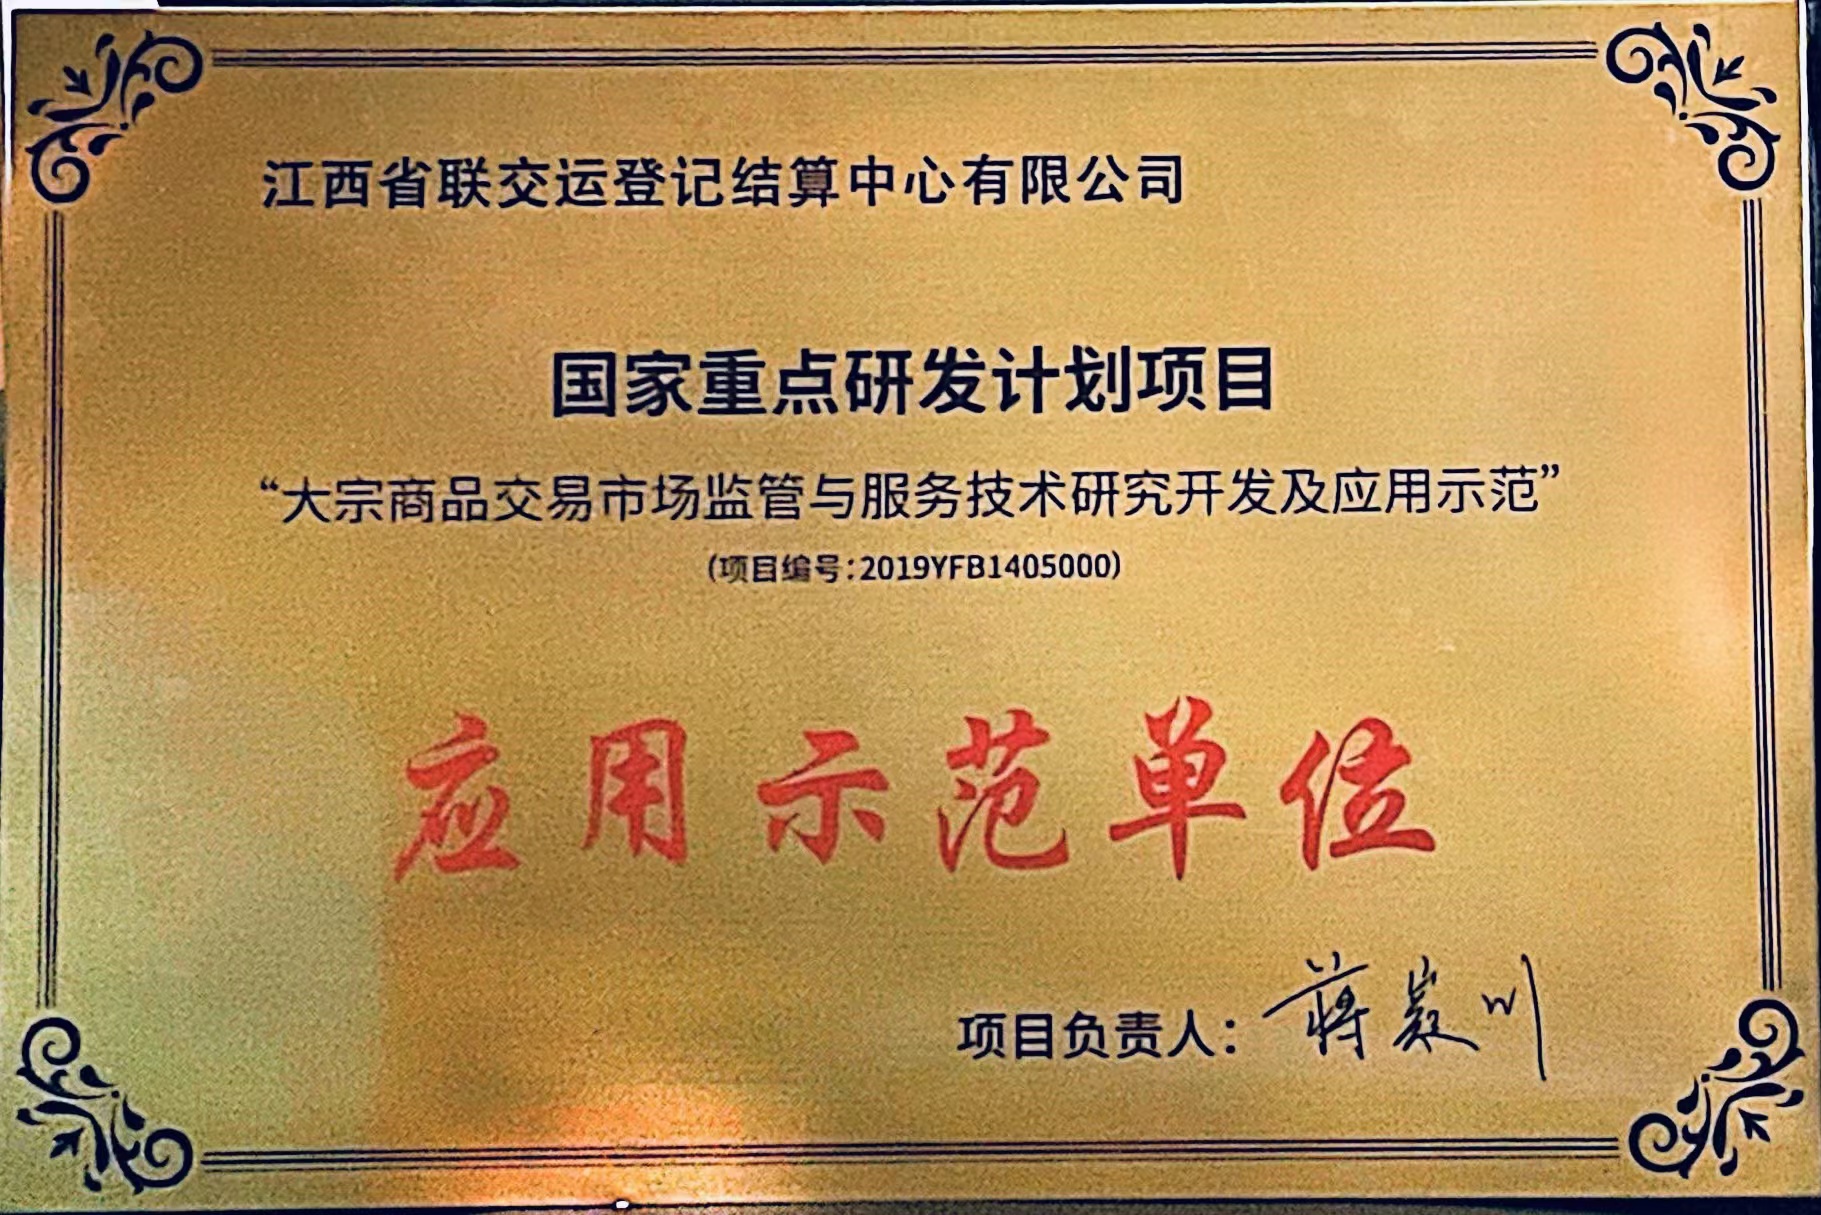 江西省联交运登记结算中心有限公司
国家重点研发计划项目
“大宗商品交易市场监管与服务技术研究开发及应用示范”
(项目编号:2019YFB1405000)
应用示范单位
项目负责人：蒋嶷川